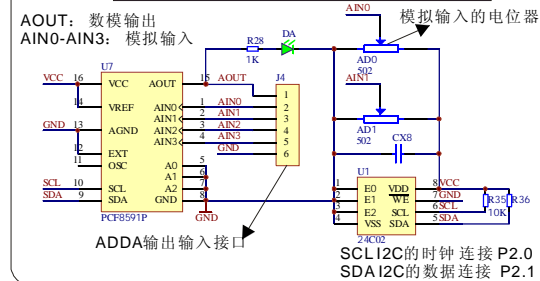 AOUT：数模输出
AIN0-AIN3：模拟输入
AIN0
模拟输入的电位器
R28
1K
DA
AD0
502
AIN1
AD1
502
CX8
U7
VCC 16 VCC AOUT 15 AOUT
14 VREF
AIN0 1 AIN0
GND 13 AGND AIN1 2 AIN1
AIN2 3 AIN2
12 EXT AIN3 4 AIN3
11 OSC GND
A0 5
A1 6
SCL 10 SCL A2 7
SDA 9 SDA GND 8
PCF8591P
GND
J4
1
2
3
4
5
6
ADDA输出输入接口
U1
1 E0 VDD 8 VCC
2 E1 WE 7 GND
3 E2 SCL 6 SCL
4 VSS SDA 5 SDA
24C02
R35 R36
10K
SCL I2C的时钟连接 P2.0
SDA I2C的数据连接 P2.1